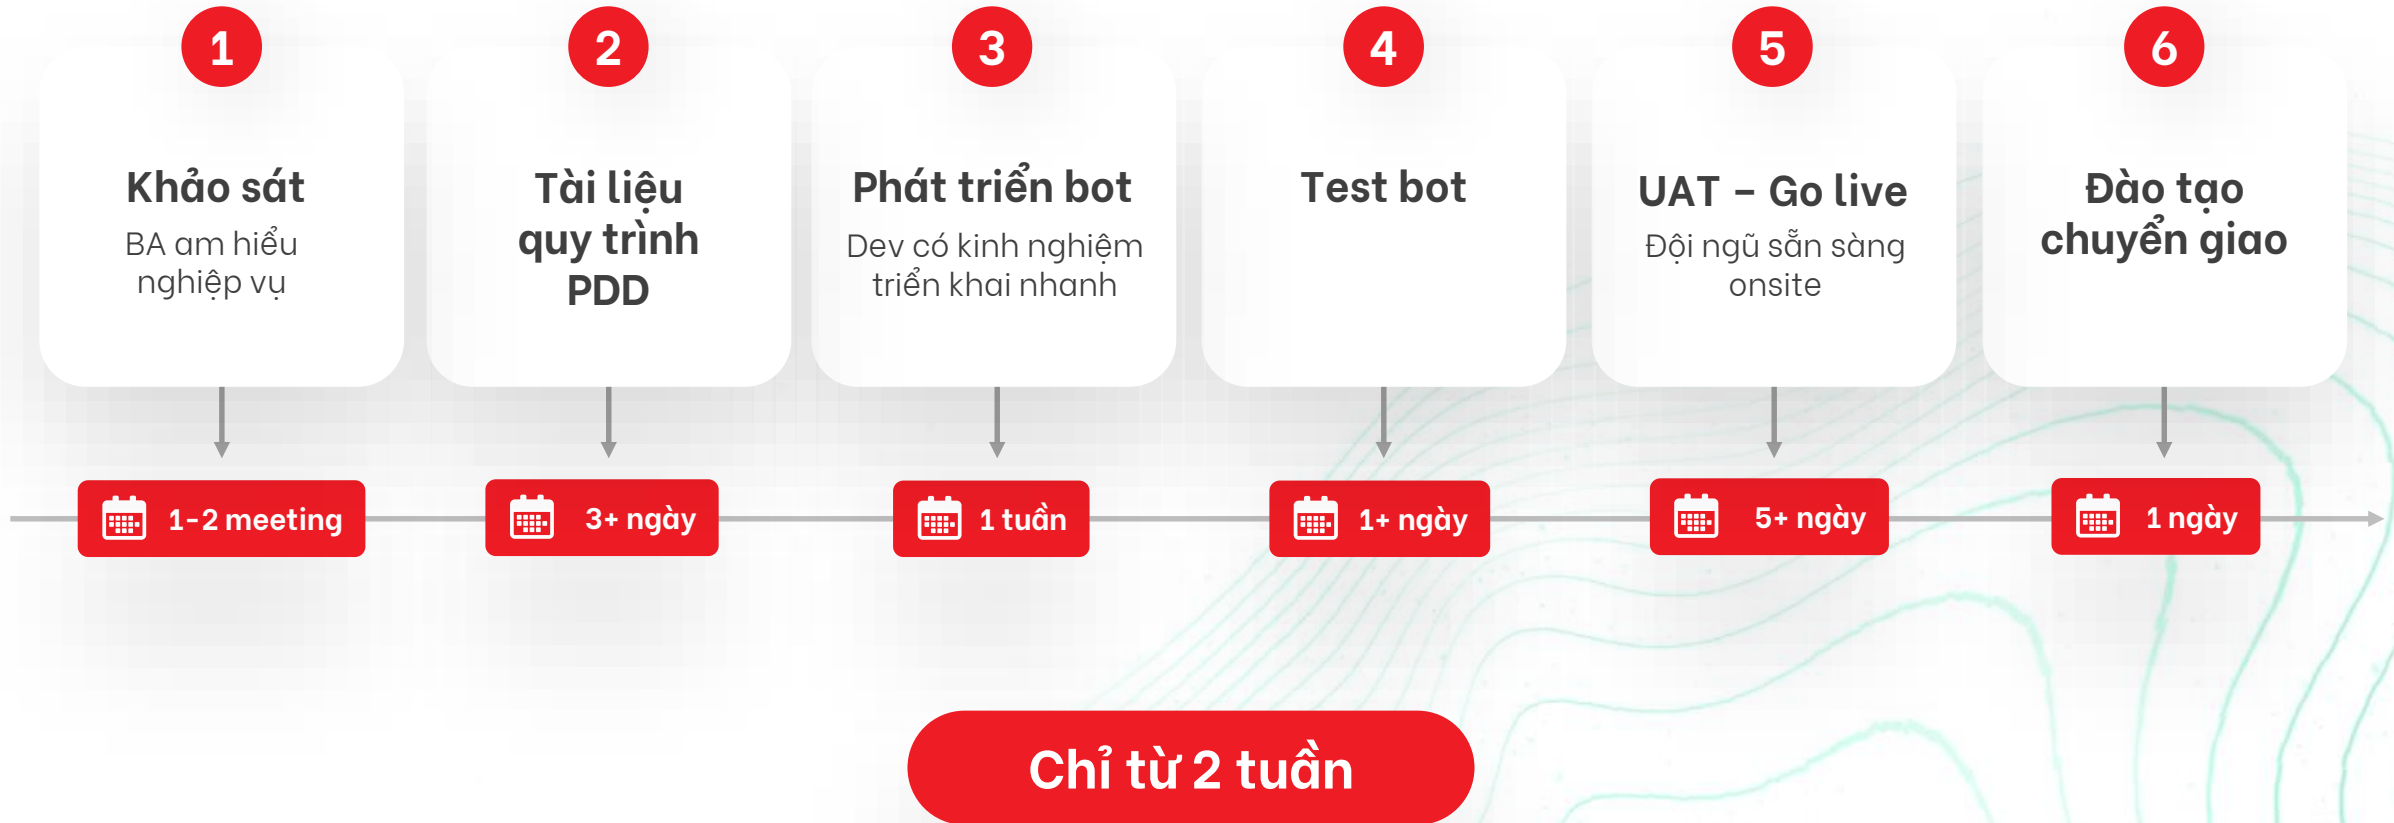 1
Khảo sát
BA am hiểu
nghiệp vụ
1-2 meeting
2
Tài liệu
quy trình
PDD
3+ ngày
3
Phát triển bot
Dev có kinh nghiệm
triển khai nhanh
1 tuần
4
Test bot
1+ ngày
5
UAT – Go live
Đội ngũ sẵn sàng
onsite
5+ ngày
6
Đào tạo
chuyển giao
1 ngày
Chỉ từ 2 tuần